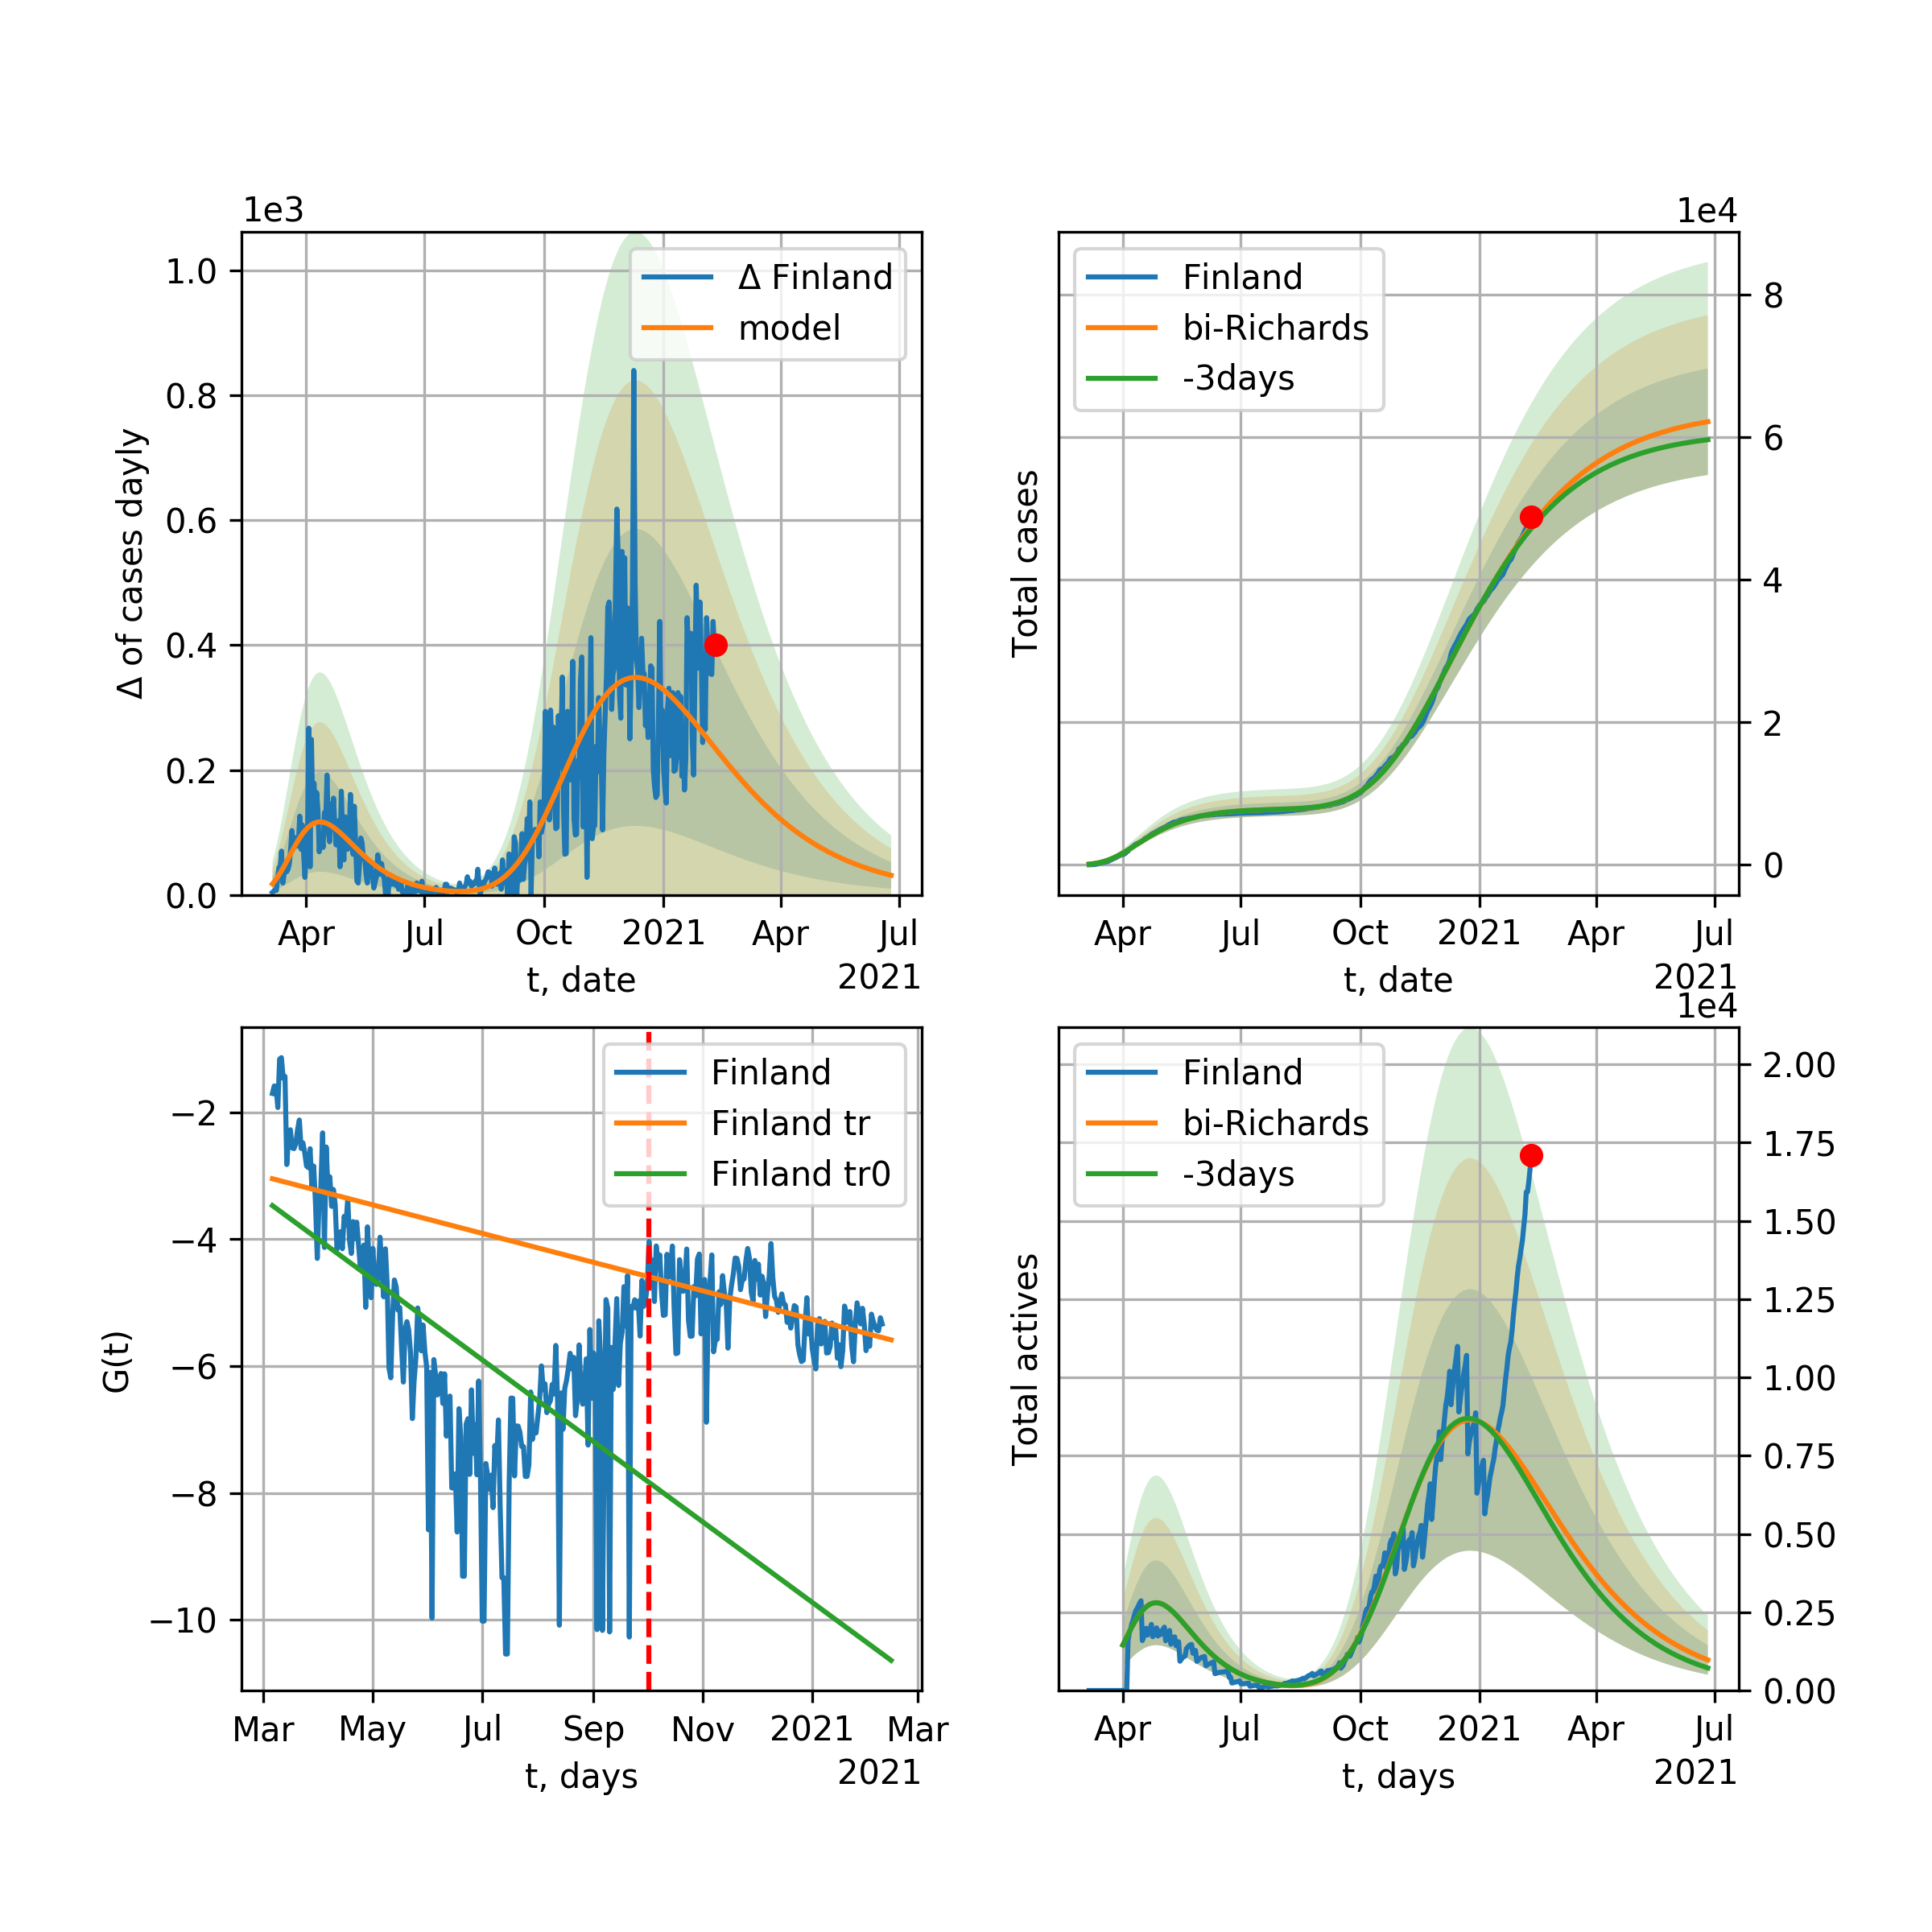 1e3
1.0
0.8
0.6
0.4
0.2
0.0
Δ of cases dayly
Δ Finland
model
Apr Jul Oct 2021 Apr Jul
t, date
2021
1e4
Finland
bi-Richards
-3days
Total cases
8
6
4
2
0
Apr Jul Oct 2021 Apr Jul
t, date
2021
−2
−4
−6
−8
−10
G(t)
Finland
Finland tr
Finland tr0
Mar May Jul Sep Nov 2021 Mar
t, days
2021
1e4
Finland
bi-Richards
-3days
Total actives
2.00
1.75
1.50
1.25
1.00
0.75
0.50
0.25
0.00
Apr Jul Oct 2021 Apr Jul
t, days
2021